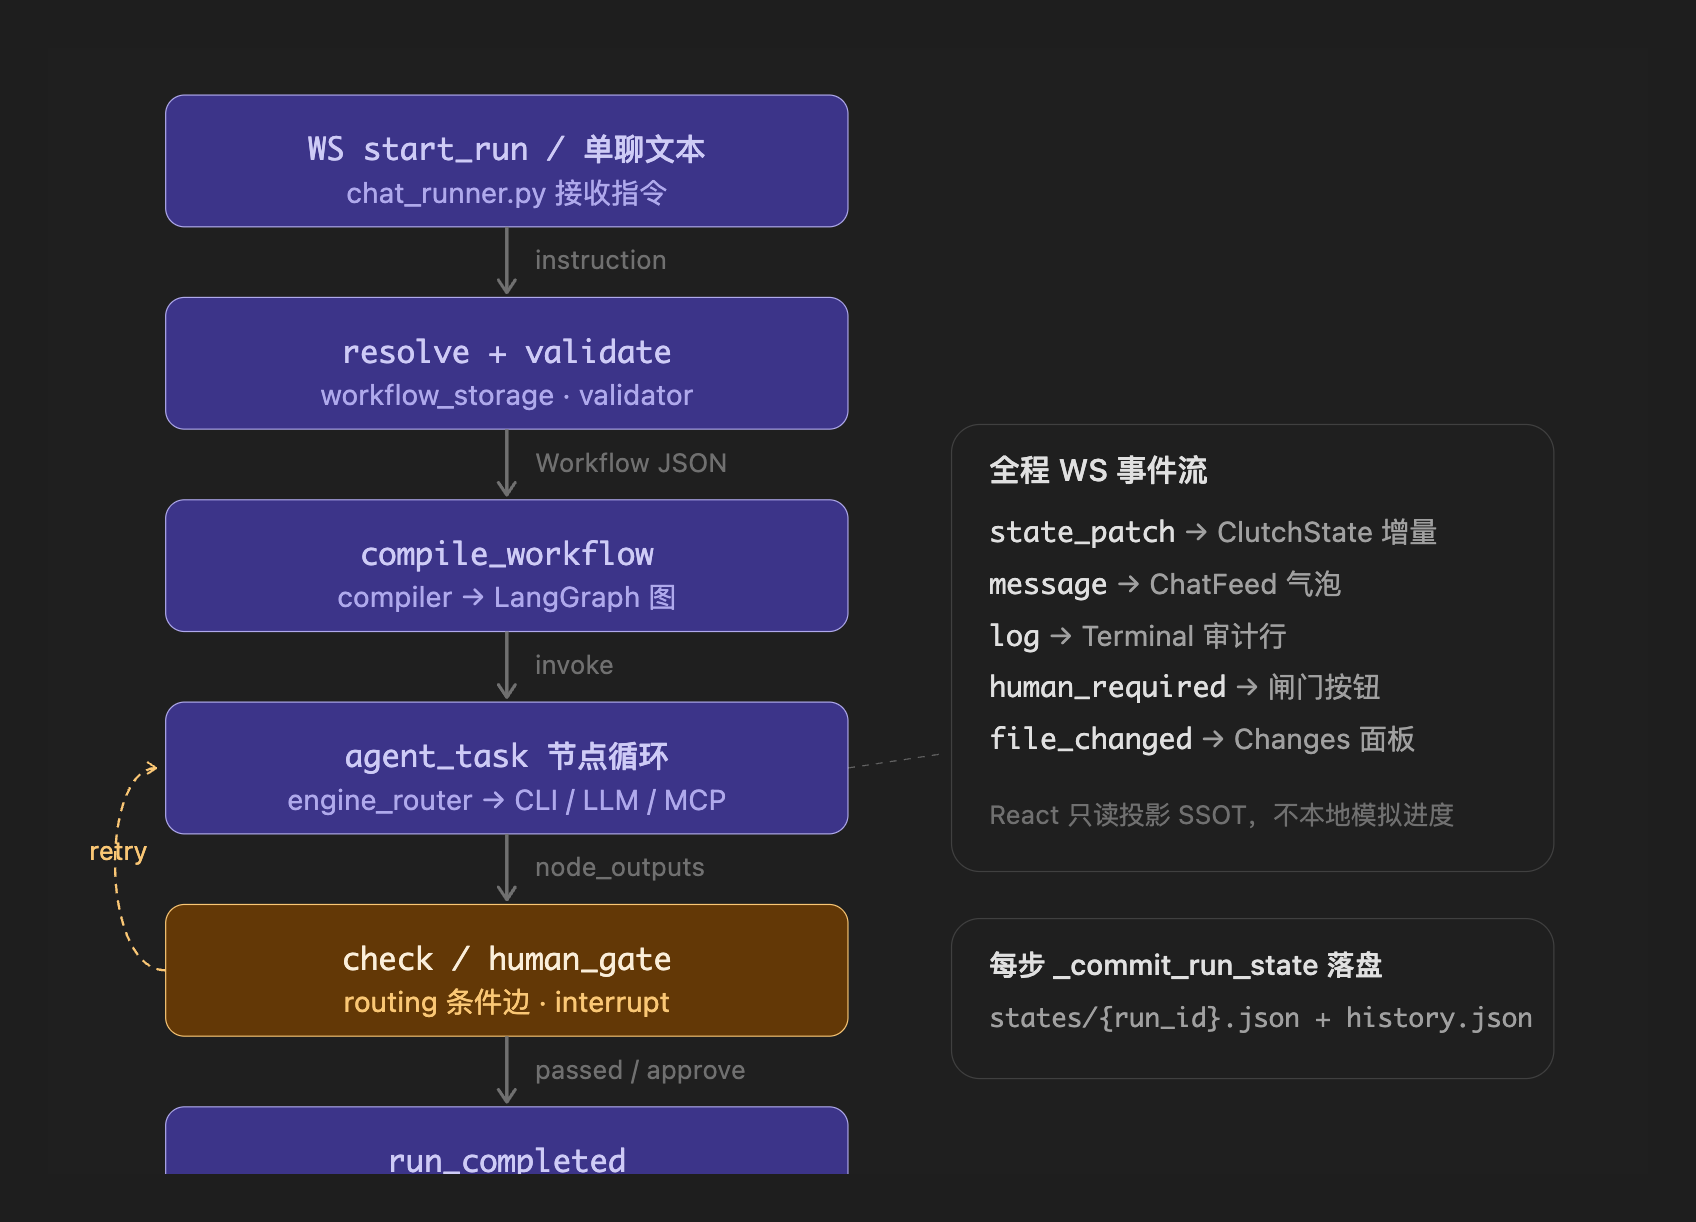 WS start_run / 单聊文本
chat_runner.py 接收指令
instruction
resolve + validate
workflow_storage · validator
Workflow JSON
compile_workflow
compiler → LangGraph 图
invoke
agent_task 节点循环
engine_router → CLI / LLM / MCP
retry
node_outputs
check / human_gate
routing 条件边 · interrupt
passed / approve
run_completed
全程 WS 事件流
state_patch → ClutchState 增量
message → ChatFeed 气泡
log → Terminal 审计行
human_required → 闸门按钮
file_changed → Changes 面板
React 只读投影 SSOT，不本地模拟进度
每步 _commit_run_state 落盘
states/{run_id}.json + history.json